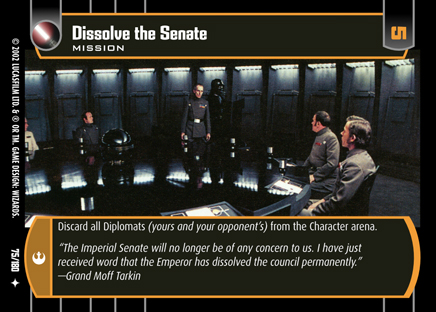 Dissolve the Senate
MISSION
5
Discard all Diplomats (yours and your opponent's) from the Character arena.
"The Imperial Senate will no longer be of any concern to us. I have just
received word that the Emperor has dissolved the council permanently."
—Grand Moff Tarkin
© 2002 LUCASFILM LTD. & ® OR TM. GAME DESIGN: WIZARDS.
75/180